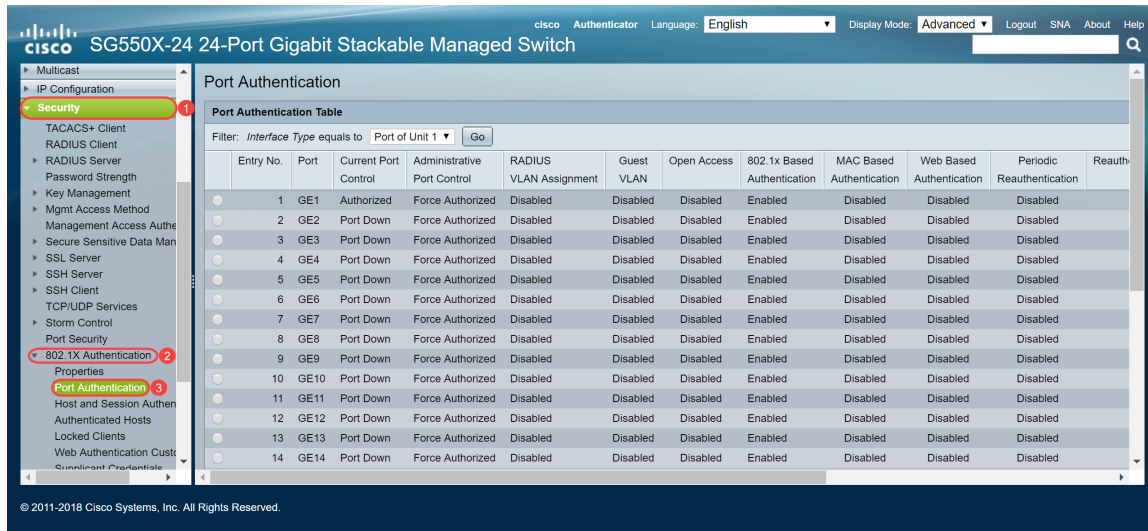 cisco Authenticator Language: English Display Mode: Advanced Logout SNA About Help
CISCO SG550X-24 24-Port Gigabit Stackable Managed Switch
Multicast
IP Configuration
Security 1
TACACS+ Client
RADIUS Client
RADIUS Server
Password Strength
Key Management
Mgmt Access Method
Management Access Authe
Secure Sensitive Data Man
SSL Server
SSH Server
SSH Client
TCP/UDP Services
Storm Control
Port Security
802.1X Authentication 2
Properties
Port Authentication 3
Host and Session Authen
Authenticated Hosts
Locked Clients
Web Authentication Custo
Supplicant Credentials
Port Authentication
Port Authentication Table
Filter: Interface Type equals to Port of Unit 1 Go
Entry No. Port Current Port Administrative RADIUS Guest Open Access 802.1x Based MAC Based Web Based Periodic Reauthe
Control Port Control VLAN Assignment VLAN Authentication Authentication Authentication Reauthentication
1 GE1 Authorized Force Authorized Disabled Disabled Disabled Enabled Disabled Disabled Disabled
2 GE2 Port Down Force Authorized Disabled Disabled Disabled Enabled Disabled Disabled Disabled
3 GE3 Port Down Force Authorized Disabled Disabled Disabled Enabled Disabled Disabled Disabled
4 GE4 Port Down Force Authorized Disabled Disabled Disabled Enabled Disabled Disabled Disabled
5 GE5 Port Down Force Authorized Disabled Disabled Disabled Enabled Disabled Disabled Disabled
6 GE6 Port Down Force Authorized Disabled Disabled Disabled Enabled Disabled Disabled Disabled
7 GE7 Port Down Force Authorized Disabled Disabled Disabled Enabled Disabled Disabled Disabled
8 GE8 Port Down Force Authorized Disabled Disabled Disabled Enabled Disabled Disabled Disabled
9 GE9 Port Down Force Authorized Disabled Disabled Disabled Enabled Disabled Disabled Disabled
10 GE10 Port Down Force Authorized Disabled Disabled Disabled Enabled Disabled Disabled Disabled
11 GE11 Port Down Force Authorized Disabled Disabled Disabled Enabled Disabled Disabled Disabled
12 GE12 Port Down Force Authorized Disabled Disabled Disabled Enabled Disabled Disabled Disabled
13 GE13 Port Down Force Authorized Disabled Disabled Disabled Enabled Disabled Disabled Disabled
14 GE14 Port Down Force Authorized Disabled Disabled Disabled Enabled Disabled Disabled Disabled
© 2011-2018 Cisco Systems, Inc. All Rights Reserved.